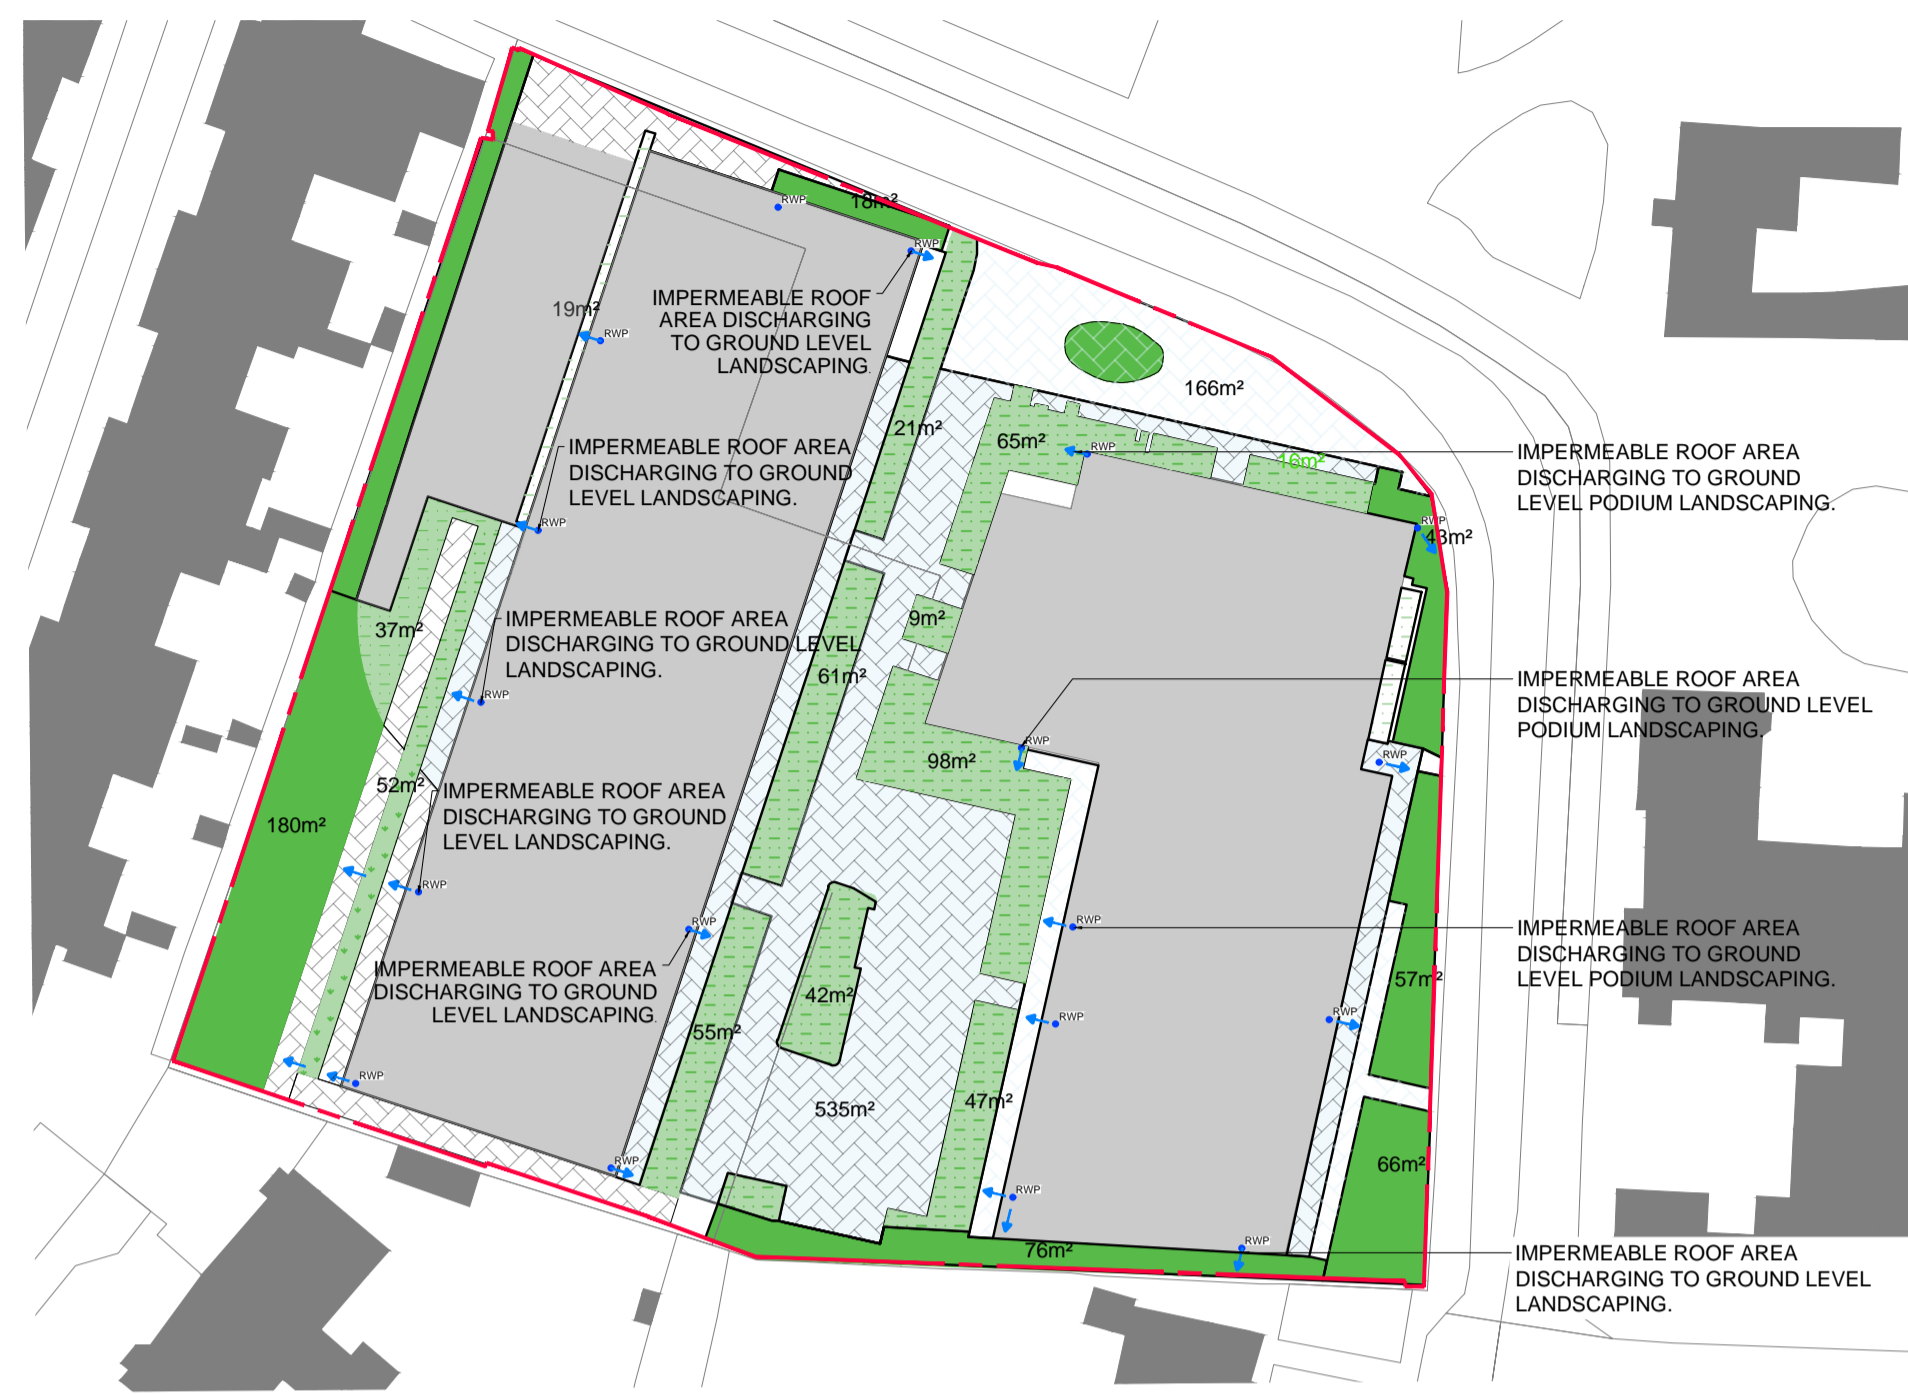 18m²
RWP
RWP
IMPERMEABLE ROOF
AREA DISCHARGING
TO GROUND LEVEL
LANDSCAPING.
19m²
RWP
166m²
21m²
65m²
RWP
16m²
IMPERMEABLE ROOF AREA
DISCHARGING TO GROUND
LEVEL PODIUM LANDSCAPING.
IMPERMEABLE ROOF AREA
DISCHARGING TO GROUND
LEVEL LANDSCAPING.
RWP
RWP
43m²
37m²
IMPERMEABLE ROOF AREA
DISCHARGING TO GROUND LEVEL
LANDSCAPING.
9m²
61m²
RWP
IMPERMEABLE ROOF AREA
DISCHARGING TO GROUND LEVEL
PODIUM LANDSCAPING.
RWP
98m²
RWP
52m²
IMPERMEABLE ROOF AREA
DISCHARGING TO GROUND
LEVEL LANDSCAPING.
180m²
RWP
RWP
RWP
IMPERMEABLE ROOF AREA
DISCHARGING TO GROUND
LEVEL PODIUM LANDSCAPING.
IMPERMEABLE ROOF AREA
DISCHARGING TO GROUND
LEVEL LANDSCAPING.
42m²
57m²
55m²
RWP
RWP
RWP
535m²
47m²
66m²
RWP
RWP
76m²
RWP
IMPERMEABLE ROOF AREA
DISCHARGING TO GROUND LEVEL
LANDSCAPING.